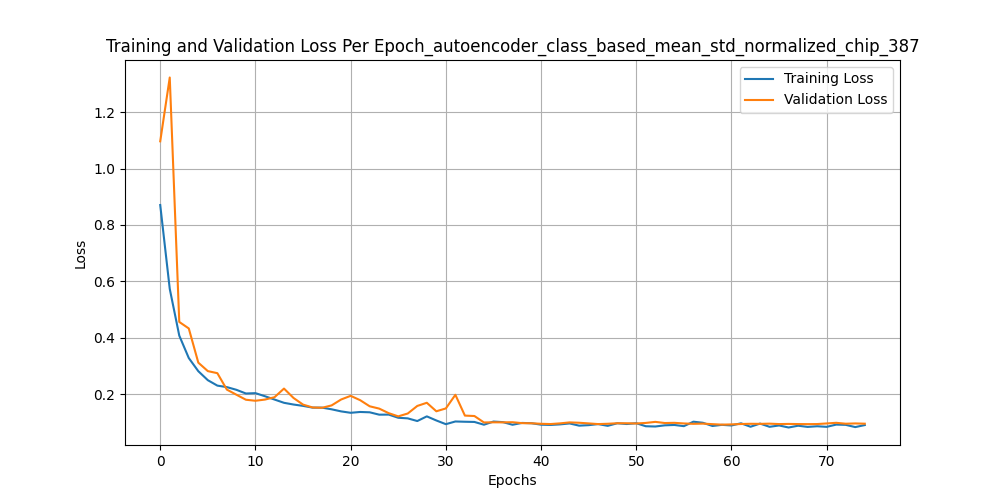 Training and Validation Loss Per Epoch_autoencoder_class_based_mean_std_normalized_chip_387
Training Loss
Validation Loss
1.2
1.0
0.8
0.6
0.4
0.2
Loss
0 10 20 30 40 50 60 70
Epochs